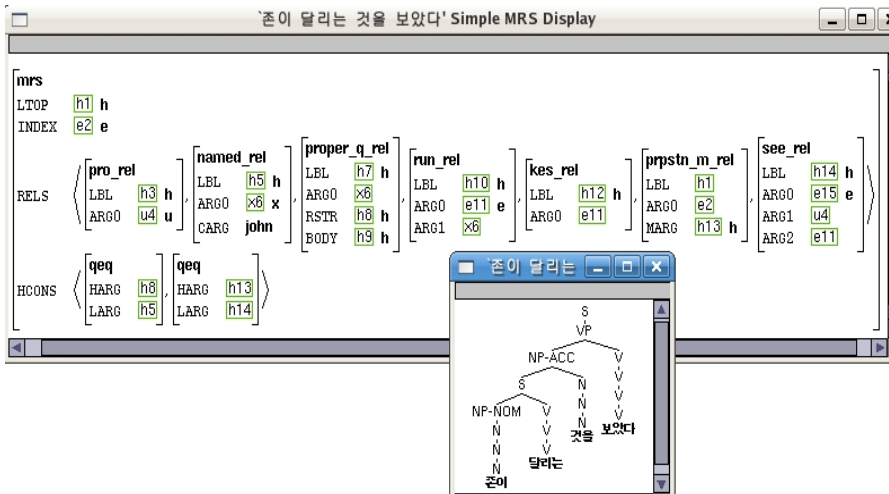 `존이 달리는 것을 보았다' Simple MRS Display
mrs
LTOP h1 h
INDEX e2 e
RELS
pro_rel
LBL h3 h
ARG0 u4 u
named_rel
LBL h5 h
ARG0 x6 x
CARG john
proper_q_rel
LBL h7 h
ARG0 x6
RSTR h8 h
BODY h9 h
run_rel
LBL h10 h
ARG0 e11 e
ARG1 x6
kes_rel
LBL h12 h
ARG0 e11
prpstn_m_rel
LBL h1
ARG0 e2
MARG h13 h
see_rel
LBL h14 h
ARG0 e15 e
ARG1 u4
ARG2 e11
HCONS
qeq
HARG h8
LARG h5
qeq
HARG h13
LARG h14
`존이 달리는
S
VP
NP-ACC V
S N V
NP-NOM V N V
N V N V
N V 것을 보았다
N 달리는
존이